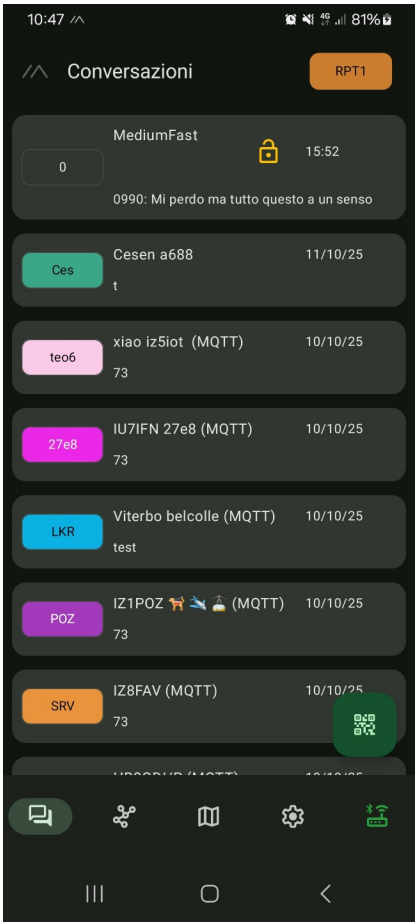 10:47 4G 81%
Conversazioni RPT1
MediumFast
0 15:52
0990: Mi perdo ma tutto questo a un senso
Cesen a688 11/10/25
Ces
t
xiao iz5iot (MQTT) 10/10/25
teo6
73
IU7IFN 27e8 (MQTT) 10/10/25
27e8
73
Viterbo belcolle (MQTT) 10/10/25
LKR
test
IZ1POZ 🐕 🛩️ 🚡 (MQTT) 10/10/25
POZ
73
IZ8FAV (MQTT) 10/10/25
SRV
73